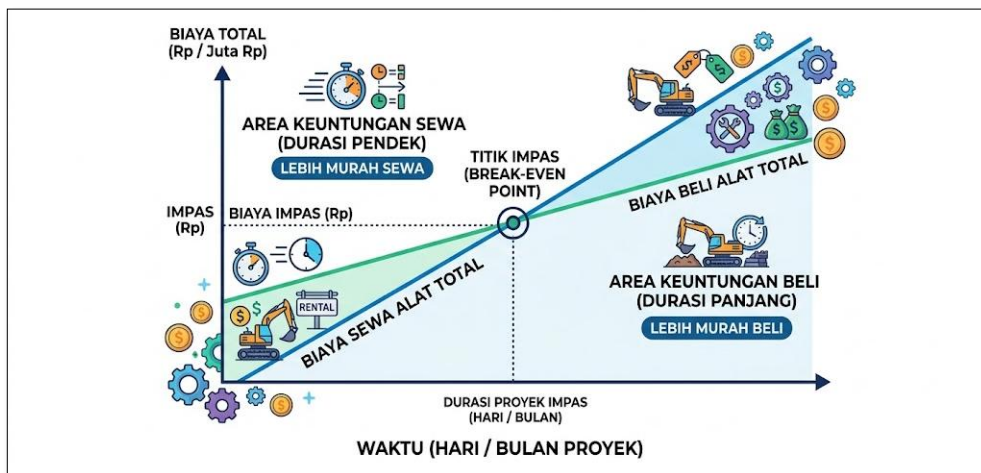 BIAYA TOTAL
(Rp / Juta Rp)
AREA KEUNTUNGAN SEWA
(DURASI PENDEK)
LEBIH MURAH SEWA
TITIK IMPAS
(BREAK-EVEN
POINT)
BIAYA BELI ALAT TOTAL
IMPAS
(Rp)
BIAYA IMPAS (Rp)
RENTAL
BIAYA SEWA ALAT TOTAL
AREA KEUNTUNGAN BELI
(DURASI PANJANG)
LEBIH MURAH BELI
DURASI PROYEK IMPAS
(HARI / BULAN)
WAKTU (HARI / BULAN PROYEK)